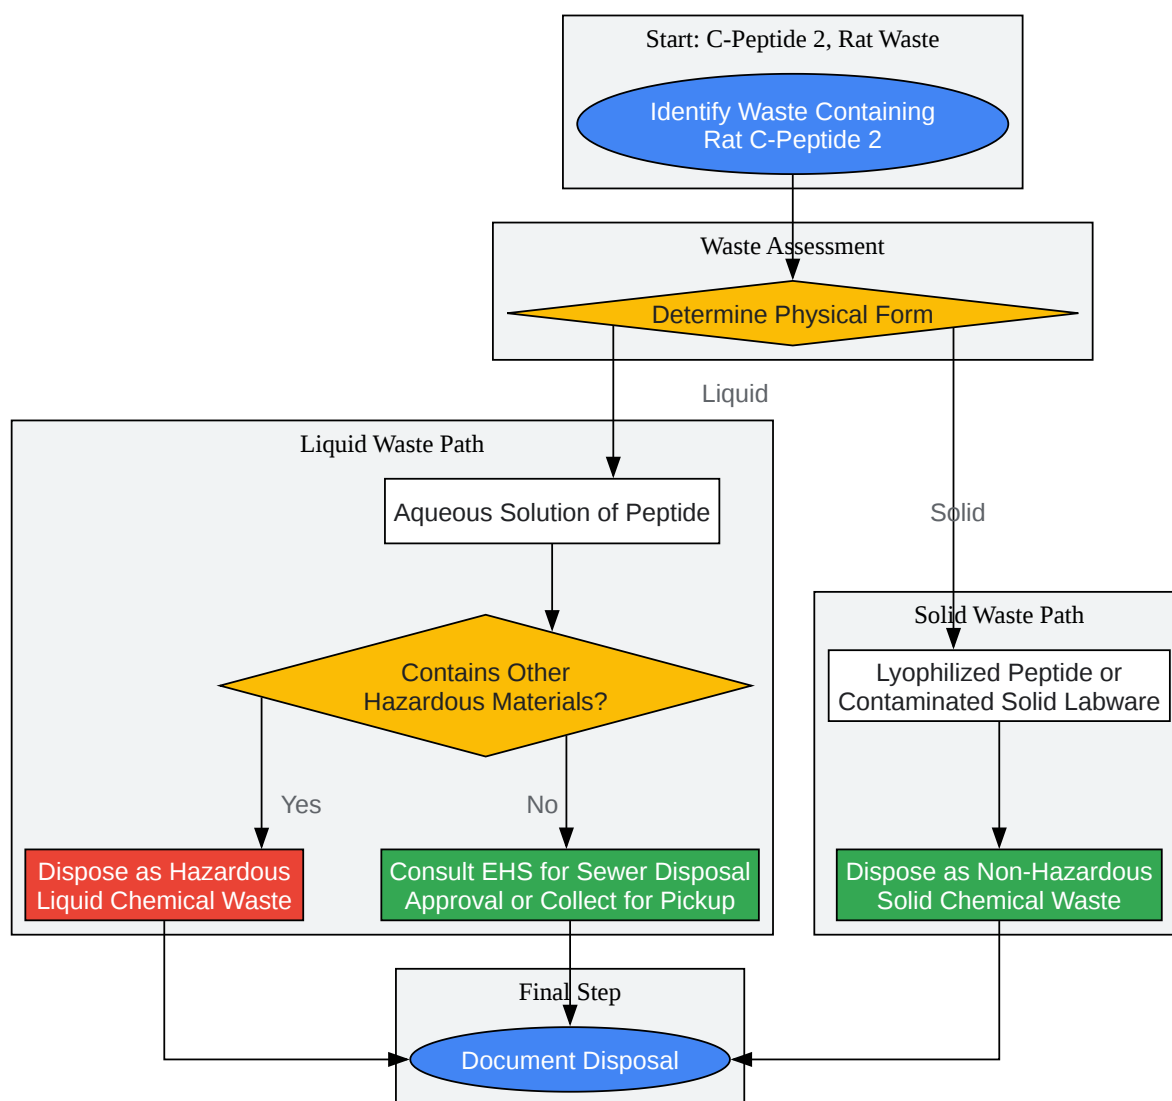 Start: C-Peptide 2, Rat Waste
Identify Waste Containing
Rat C-Peptide 2
Waste Assessment
Determine Physical Form
Liquid
Liquid Waste Path
Aqueous Solution of Peptide
Solid
Contains Other
Hazardous Materials?
Solid Waste Path
Lyophilized Peptide or
Contaminated Solid Labware
Yes
No
Dispose as Hazardous
Liquid Chemical Waste
Consult EHS for Sewer Disposal
Approval or Collect for Pickup
Dispose as Non-Hazardous
Solid Chemical Waste
Final Step
Document Disposal